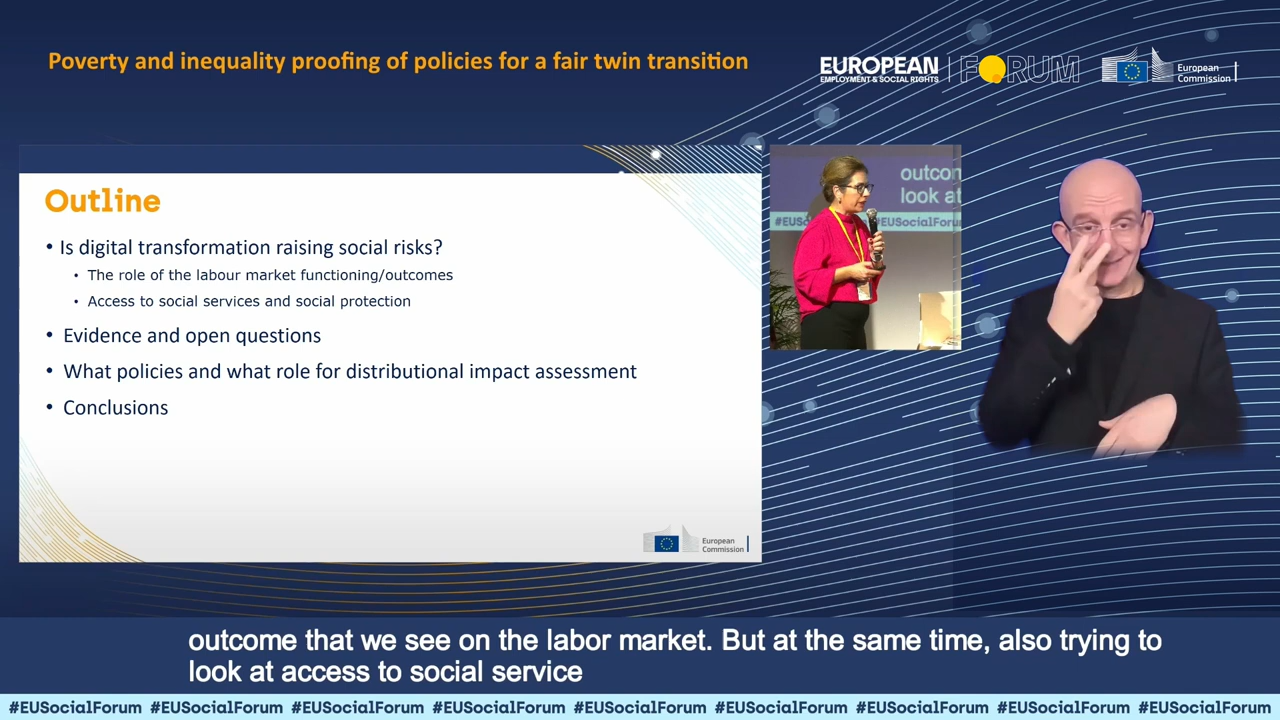 Poverty and inequality proofing of policies for a fair twin transition
EUROPEAN
EMPLOYMENT & SOCIAL RIGHTS
FORUM
European
Commission
Outline
• Is digital transformation raising social risks?
• The role of the labour market functioning/outcomes
• Access to social services and social protection
• Evidence and open questions
• What policies and what role for distributional impact assessment
• Conclusions
European
Commission
outcom
look at
#EUSo
#EUSocialForum
outcome that we see on the labor market. But at the same time, also trying to
look at access to social service
#EUSocialForum #EUSocialForum #EUSocialForum #EUSocialForum #EUSocialForum #EUSocialForum #EUSocialForum #EUSocialForum #EUSocialForum